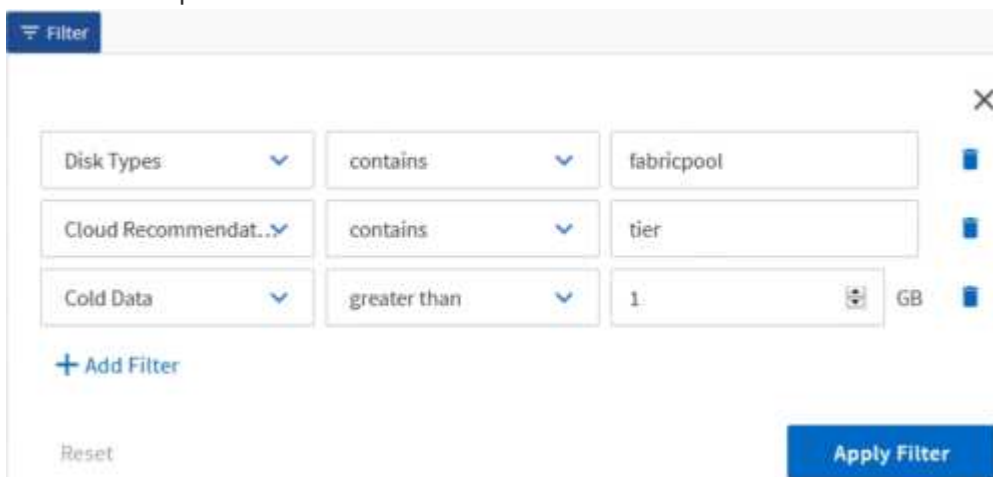 Filter
Disk Types contains fabricpool
Cloud Recommendat... contains tier
Cold Data greater than 1 GB
+ Add Filter
Reset Apply Filter